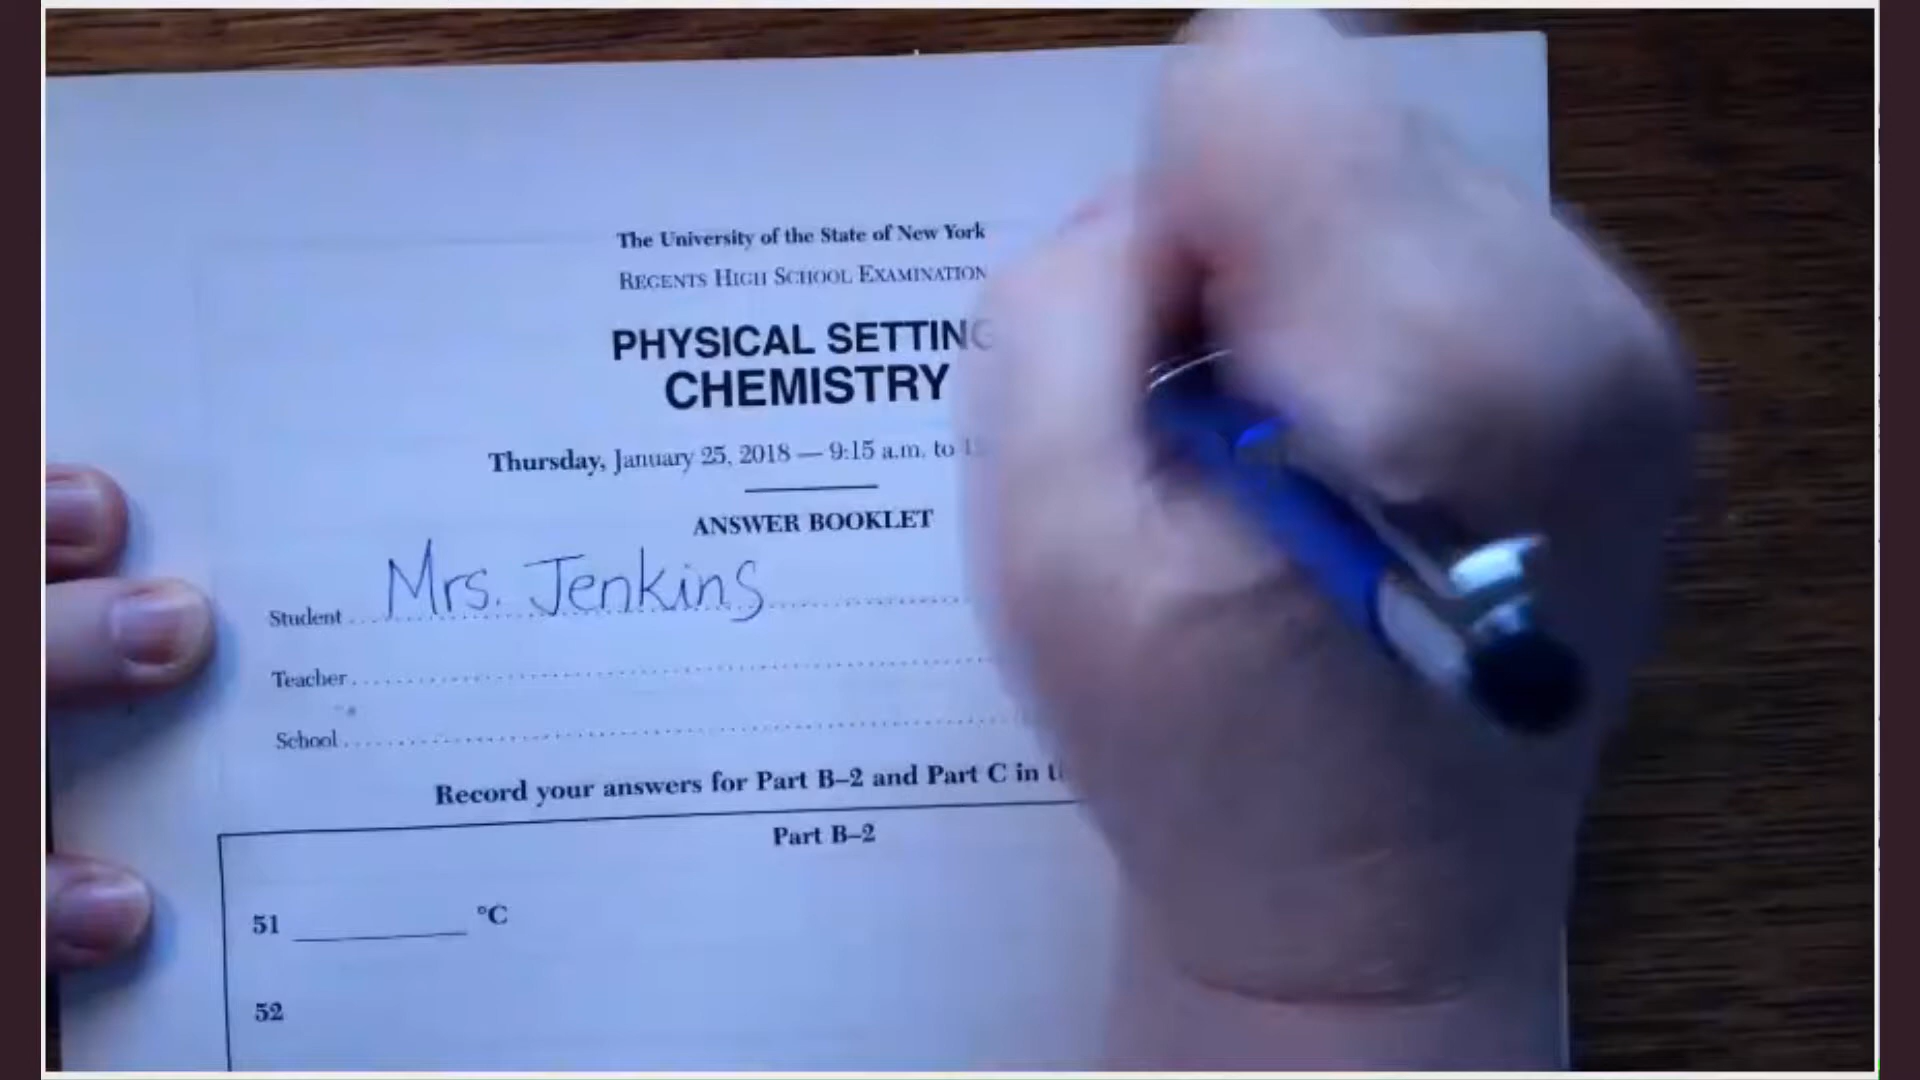 The University of the State of New York
REGENTS HIGH SCHOOL EXAMINATION
PHYSICAL SETTING
CHEMISTRY
Thursday, January 25, 2018 — 9:15 a.m. to
ANSWER BOOKLET
Student Mrs. Jenkins
Teacher
School
Record your answers for Part B–2 and Part C in
Part B–2
51 °C
52